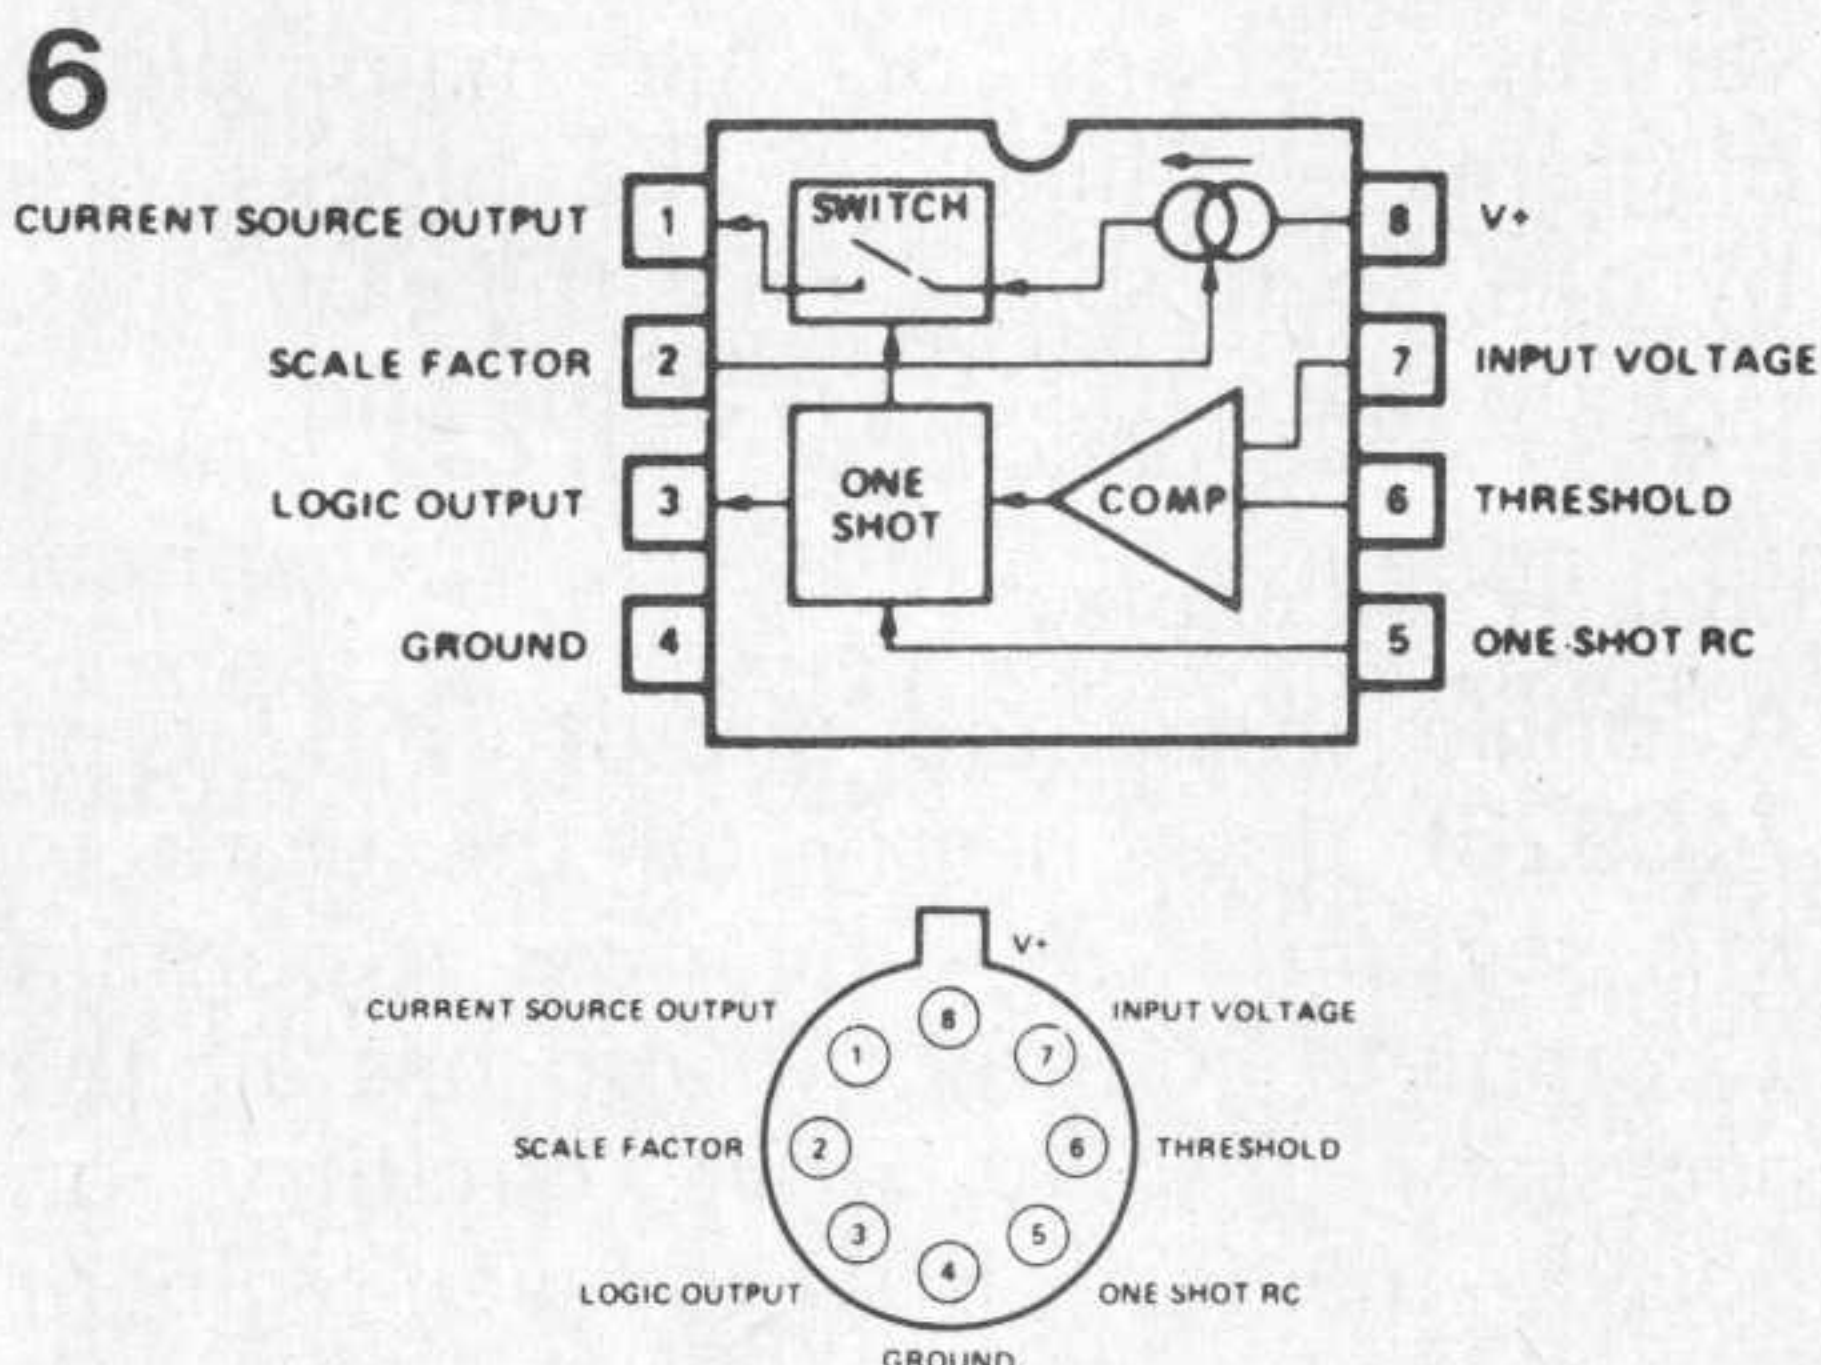 6
CURRENT SOURCE OUTPUT
1
SWITCH
8
V+
SCALE FACTOR
2
7
INPUT VOLTAGE
LOGIC OUTPUT
3
ONE
SHOT
COMP
6
THRESHOLD
GROUND
4
5
ONE-SHOT RC
V+
CURRENT SOURCE OUTPUT
8
INPUT VOLTAGE
1
7
SCALE FACTOR
2
6
THRESHOLD
3
5
4
LOGIC OUTPUT
ONE SHOT RC
GROUND